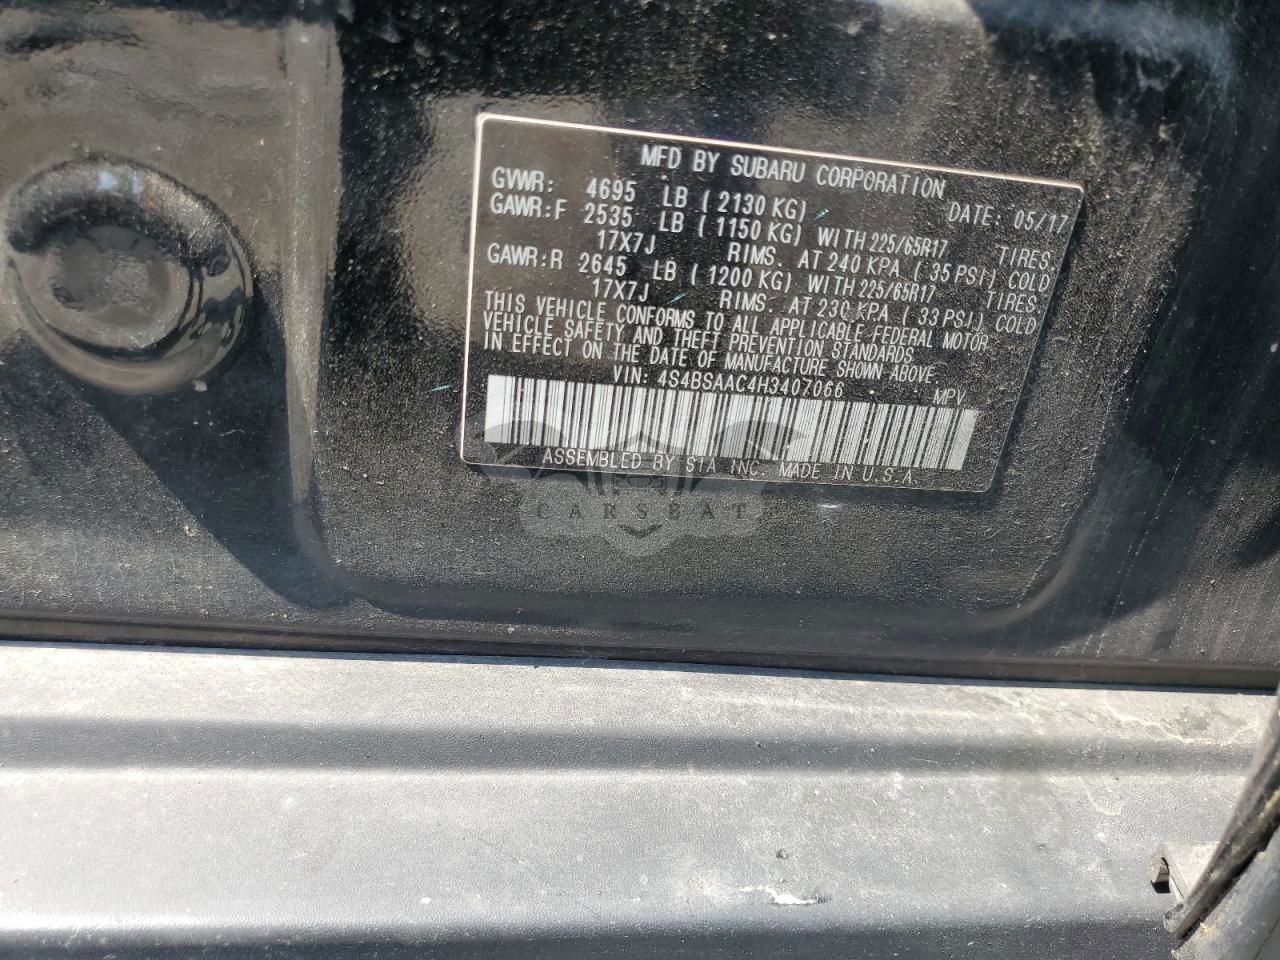 MFD BY SUBARU CORPORATION
GVWR: 4695 LB ( 2130 KG) DATE: 05/17
GAWR:F 2535 LB ( 1150 KG) WITH 225/65R17 TIRES.
17X7J RIMS. AT 240 KPA ( 35 PSI) COLD
GAWR:R 2645 LB ( 1200 KG) WITH 225/65R17 TIRES.
17X7J RIMS. AT 230 KPA ( 33 PSI) COLD
THIS VEHICLE CONFORMS TO ALL APPLICABLE FEDERAL MOTOR
VEHICLE SAFETY AND THEFT PREVENTION STANDARDS
IN EFFECT ON THE DATE OF MANUFACTURE SHOWN ABOVE.
VIN: 4S4BSAAC4H3407066 MPV
ASSEMBLED BY SIA INC. MADE IN U.S.A
CARSBAT